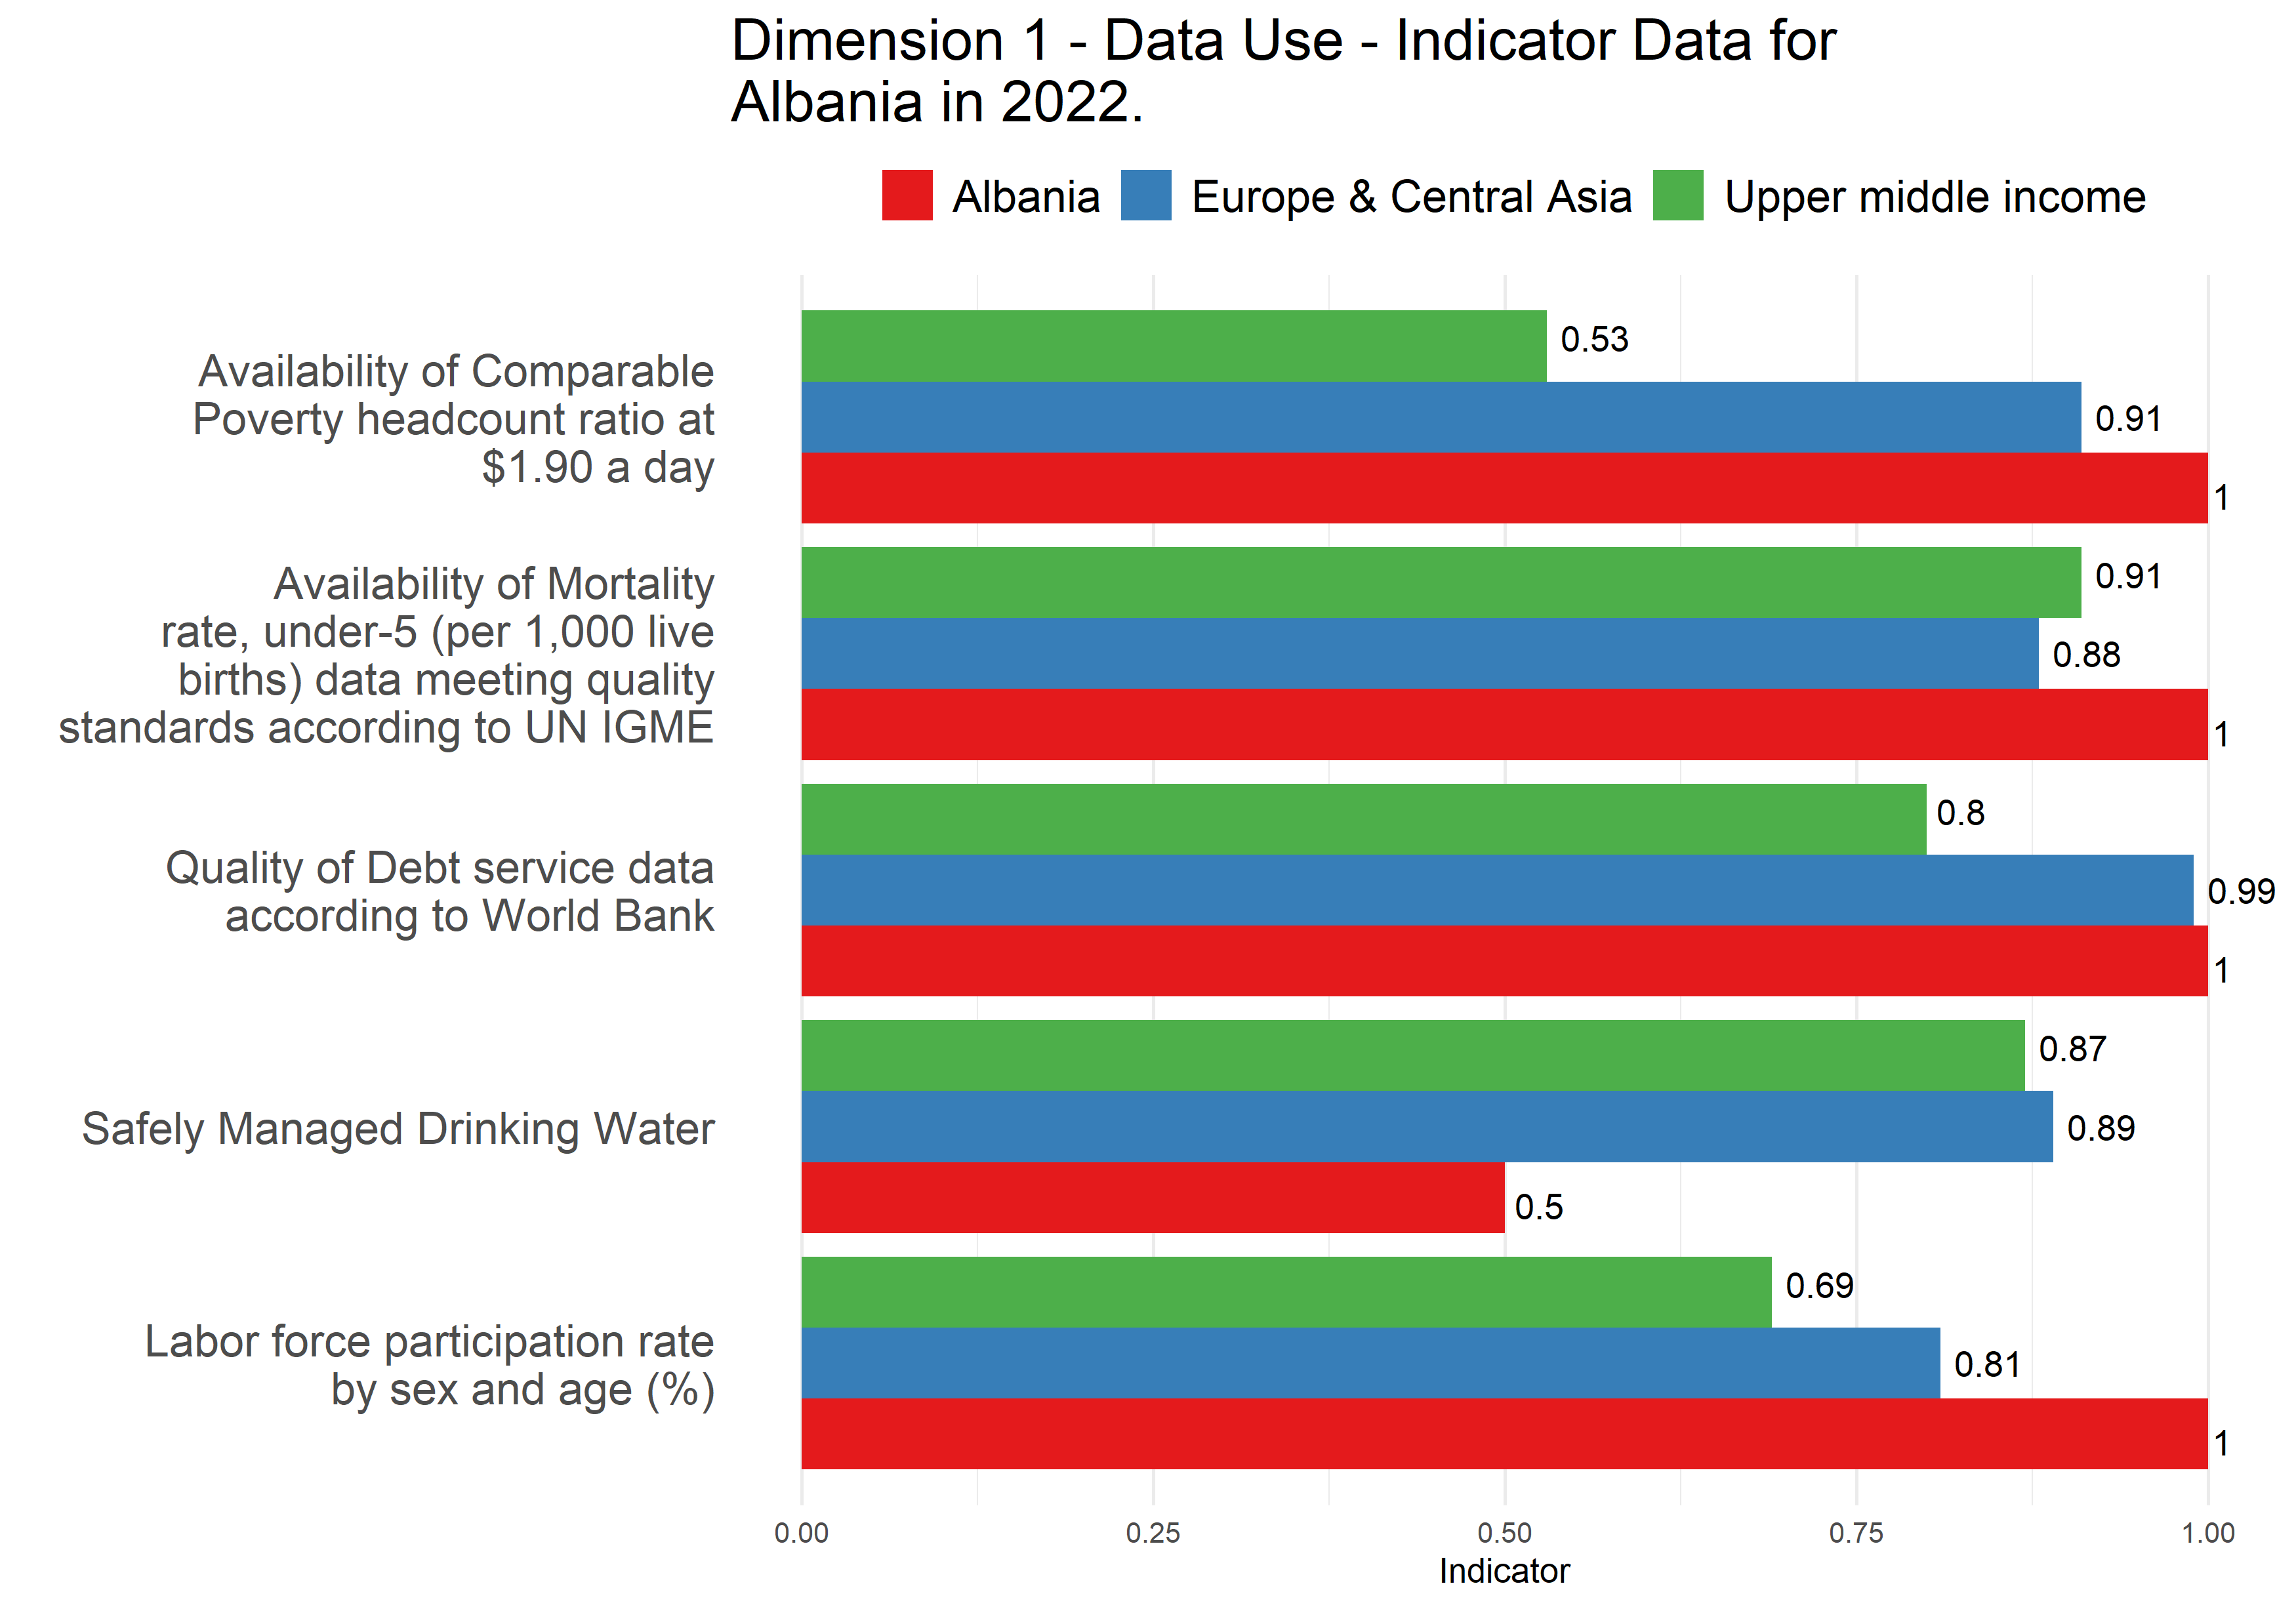 Dimension 1 - Data Use - Indicator Data for
Albania in 2022.
Albania
Europe & Central Asia
Upper middle income
Availability of Comparable
Poverty headcount ratio at
$1.90 a day
0.53
0.91
1
Availability of Mortality
rate, under-5 (per 1,000 live
births) data meeting quality
standards according to UN IGME
0.91
0.88
1
Quality of Debt service data
according to World Bank
0.8
0.99
1
Safely Managed Drinking Water
0.87
0.89
0.5
Labor force participation rate
by sex and age (%)
0.69
0.81
1
0.00
0.25
0.50
0.75
1.00
Indicator